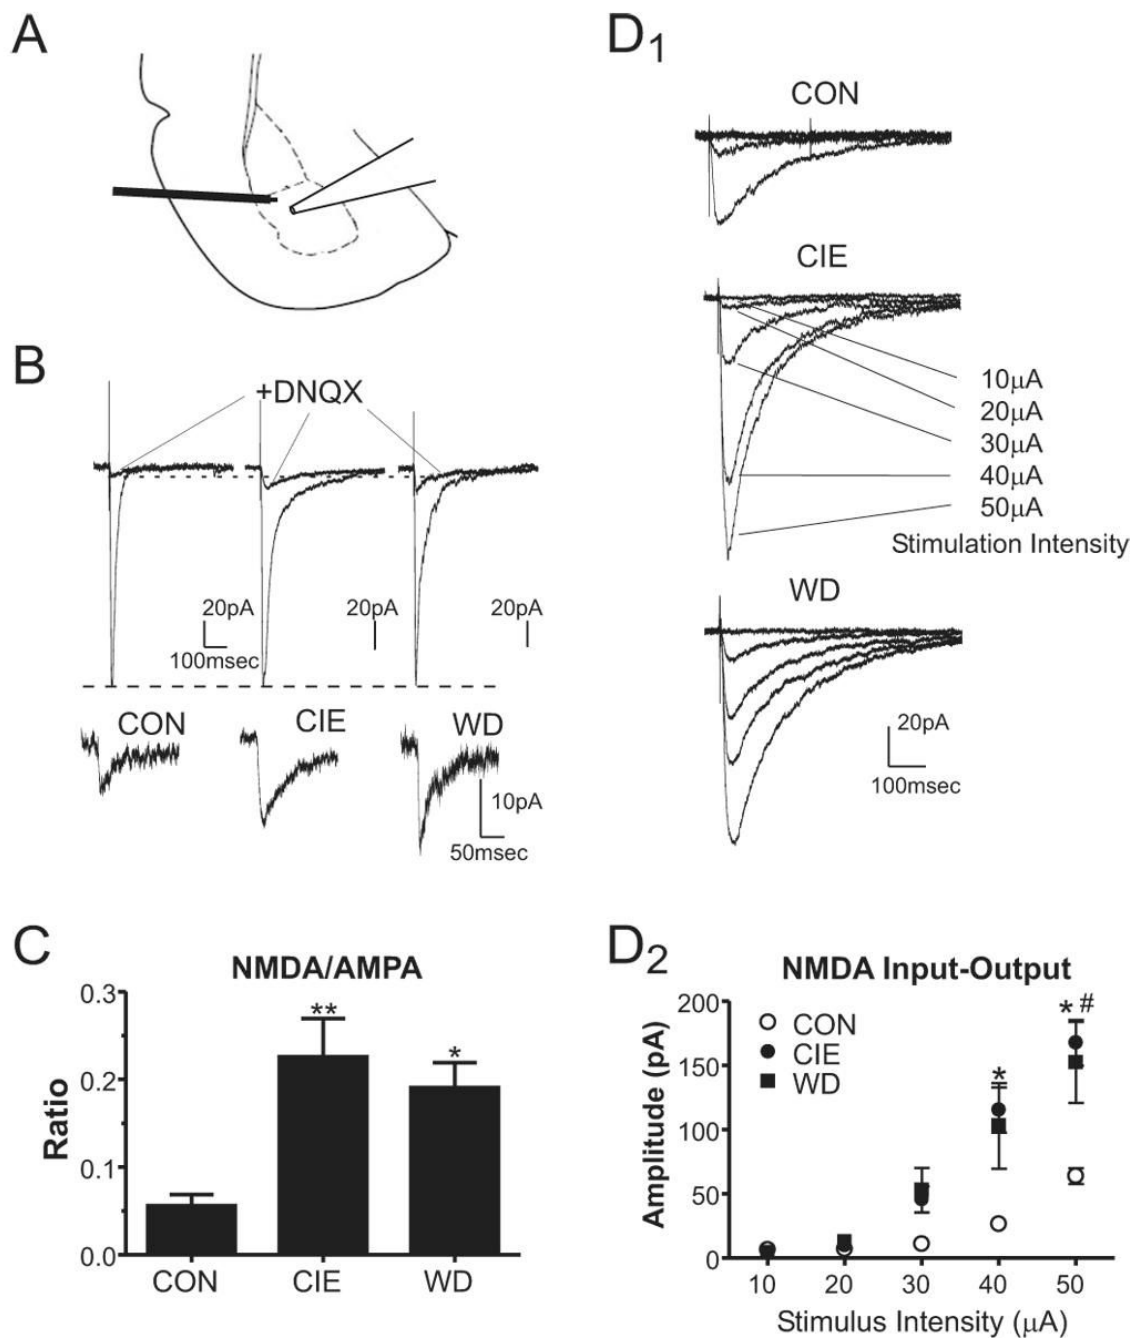 A
B
+DNQX
20pA
20pA
20pA
100msec
CON
CIE
WD
10pA
50msec
C
NMDA/AMPA
Ratio
0.3
0.2
0.1
0.0
**
*
CON
CIE
WD
D1
CON
CIE
10µA
20µA
30µA
40µA
50µA
Stimulation Intensity
WD
20pA
100msec
D2
NMDA Input-Output
Amplitude (pA)
200
150
100
50
0
CON
CIE
WD
*
* #
10 20 30 40 50
Stimulus Intensity (µA)